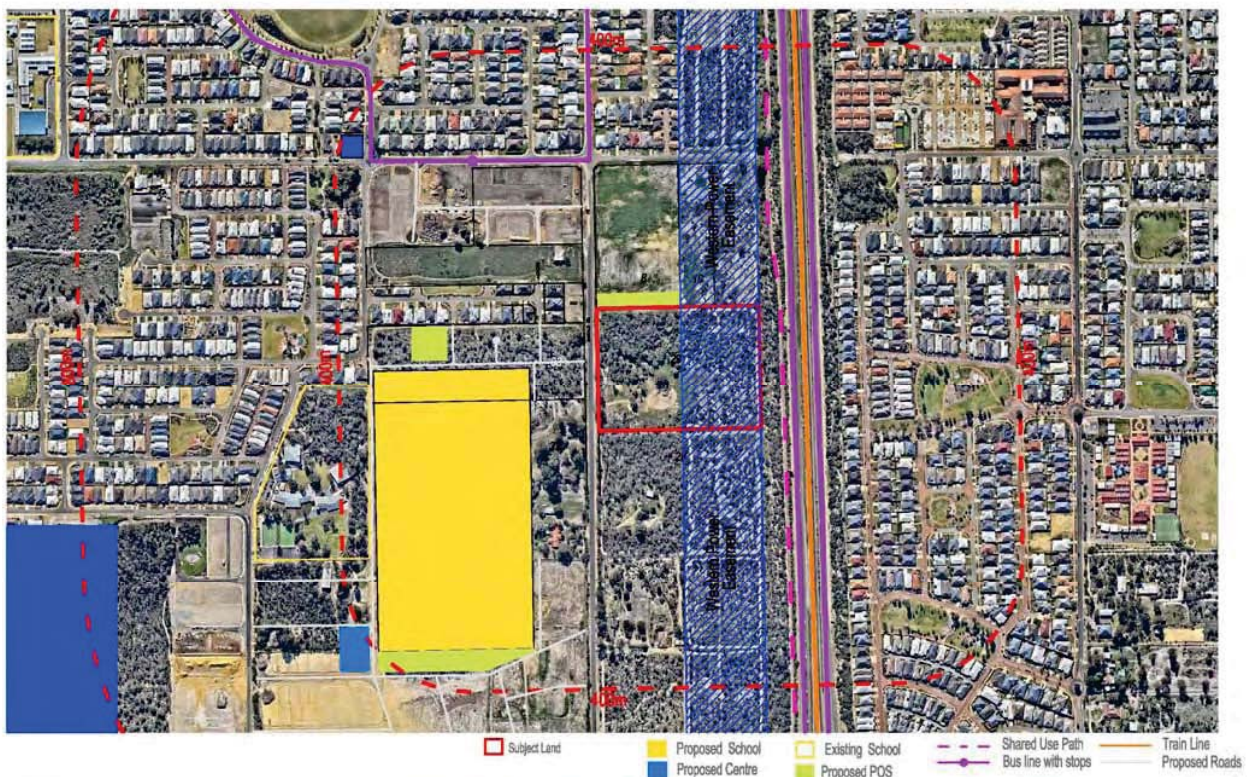 400m
Western Power
Easement
400m
400m
Western Power
Easement
400m
Subject Land
Proposed School
Proposed Centre
Existing School
Proposed POS
Shared Use Path
Bus line with stops
Train Line
Proposed Roads